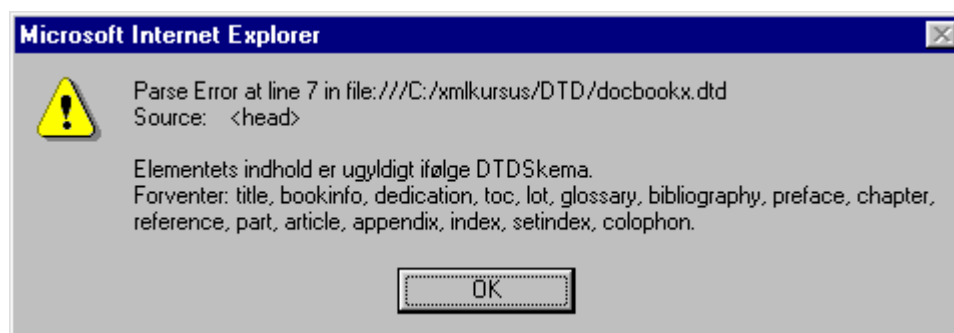 Microsoft Internet Explorer
Parse Error at line 7 in file:///C:/xmlkursus/DTD/docbookx.dtd
Source: <head>
Elementets indhold er ugyldigt ifølge DTDSkema.
Forventer: title, bookinfo, dedication, toc, lot, glossary, bibliography, preface, chapter,
reference, part, article, appendix, index, setindex, colophon.
OK